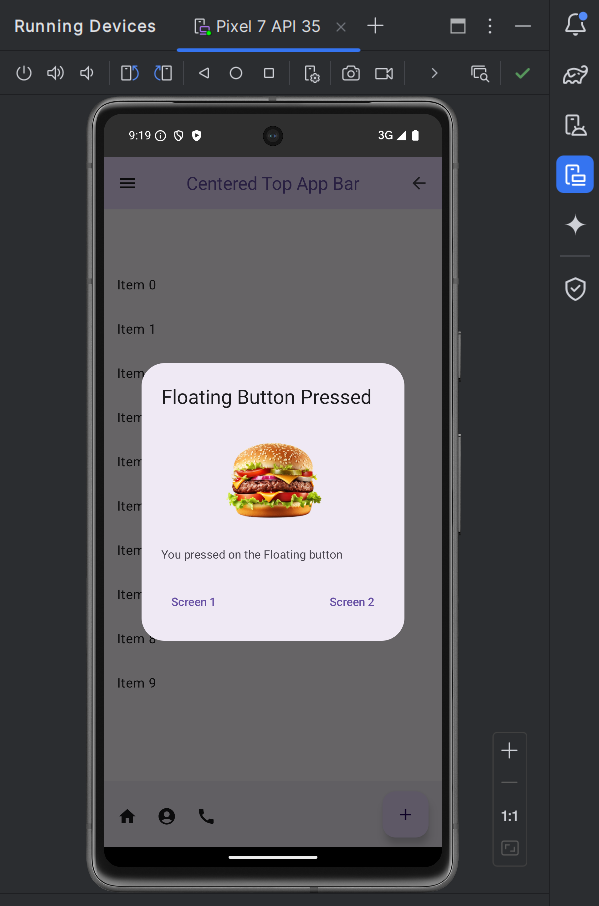 Running Devices
Pixel 7 API 35
9:19
3G
Centered Top App Bar
Item 0
Item 1
Item
Item
Item
Item
Item
Item
Item 8
Item 9
Floating Button Pressed
You pressed on the Floating button
Screen 1
Screen 2
1:1